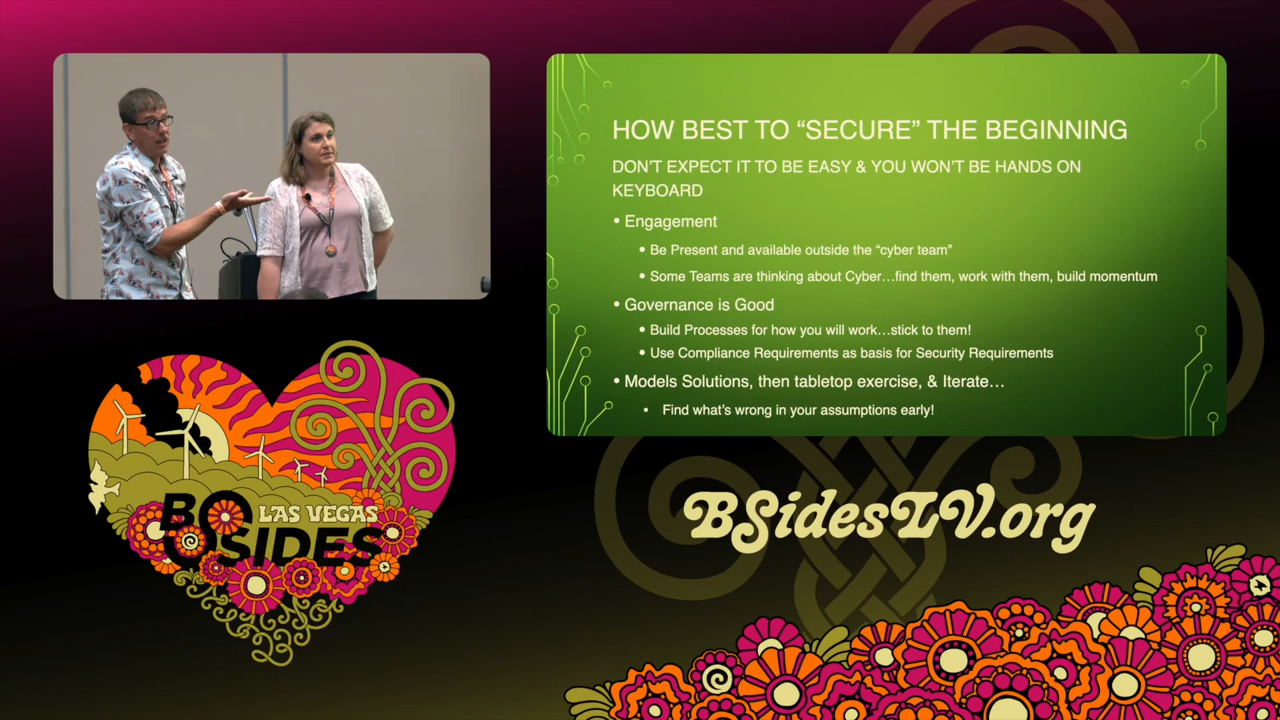 HOW BEST TO “SECURE” THE BEGINNING
DON’T EXPECT IT TO BE EASY & YOU WON’T BE HANDS ON
KEYBOARD
• Engagement
• Be Present and available outside the “cyber team”
• Some Teams are thinking about Cyber…find them, work with them, build momentum
• Governance is Good
• Build Processes for how you will work…stick to them!
• Use Compliance Requirements as basis for Security Requirements
• Models Solutions, then tabletop exercise, & Iterate…
• Find what’s wrong in your assumptions early!
LAS VEGAS
BSIDES
23
BSidesLV.org